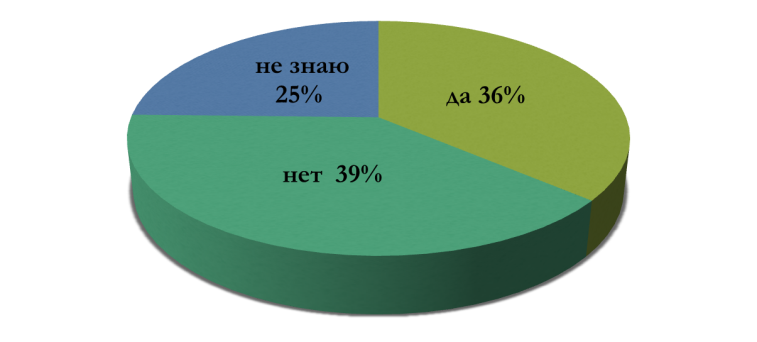 не знаю
25%
да 36%
нет 39%